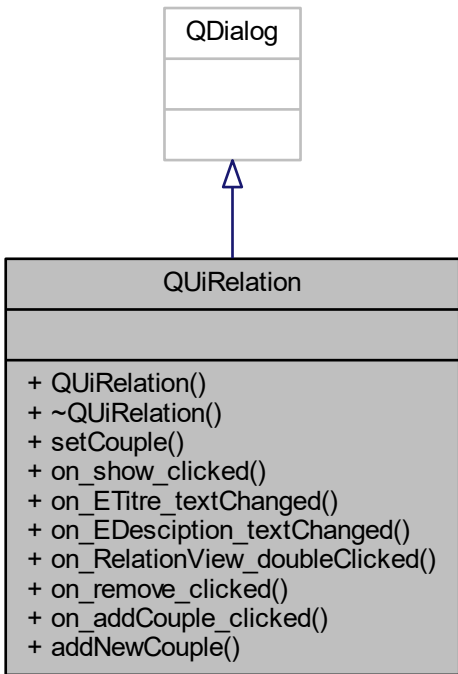 QDialog
QUiRelation
+ QUiRelation()
+ ~QUiRelation()
+ setCouple()
+ on_show_clicked()
+ on_ETitre_textChanged()
+ on_EDesciption_textChanged()
+ on_RelationView_doubleClicked()
+ on_remove_clicked()
+ on_addCouple_clicked()
+ addNewCouple()